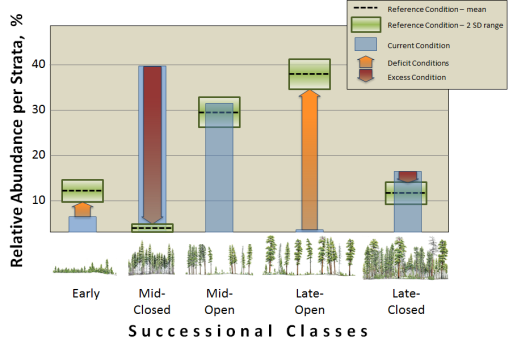 Reference Condition – mean
Reference Condition – 2 SD range
Current Condition
Deficit Conditions
Excess Condition
Relative Abundance per Strata, %
40
30
20
10
Early
Mid-
Closed
Mid-
Open
Late-
Open
Late-
Closed
Successional Classes